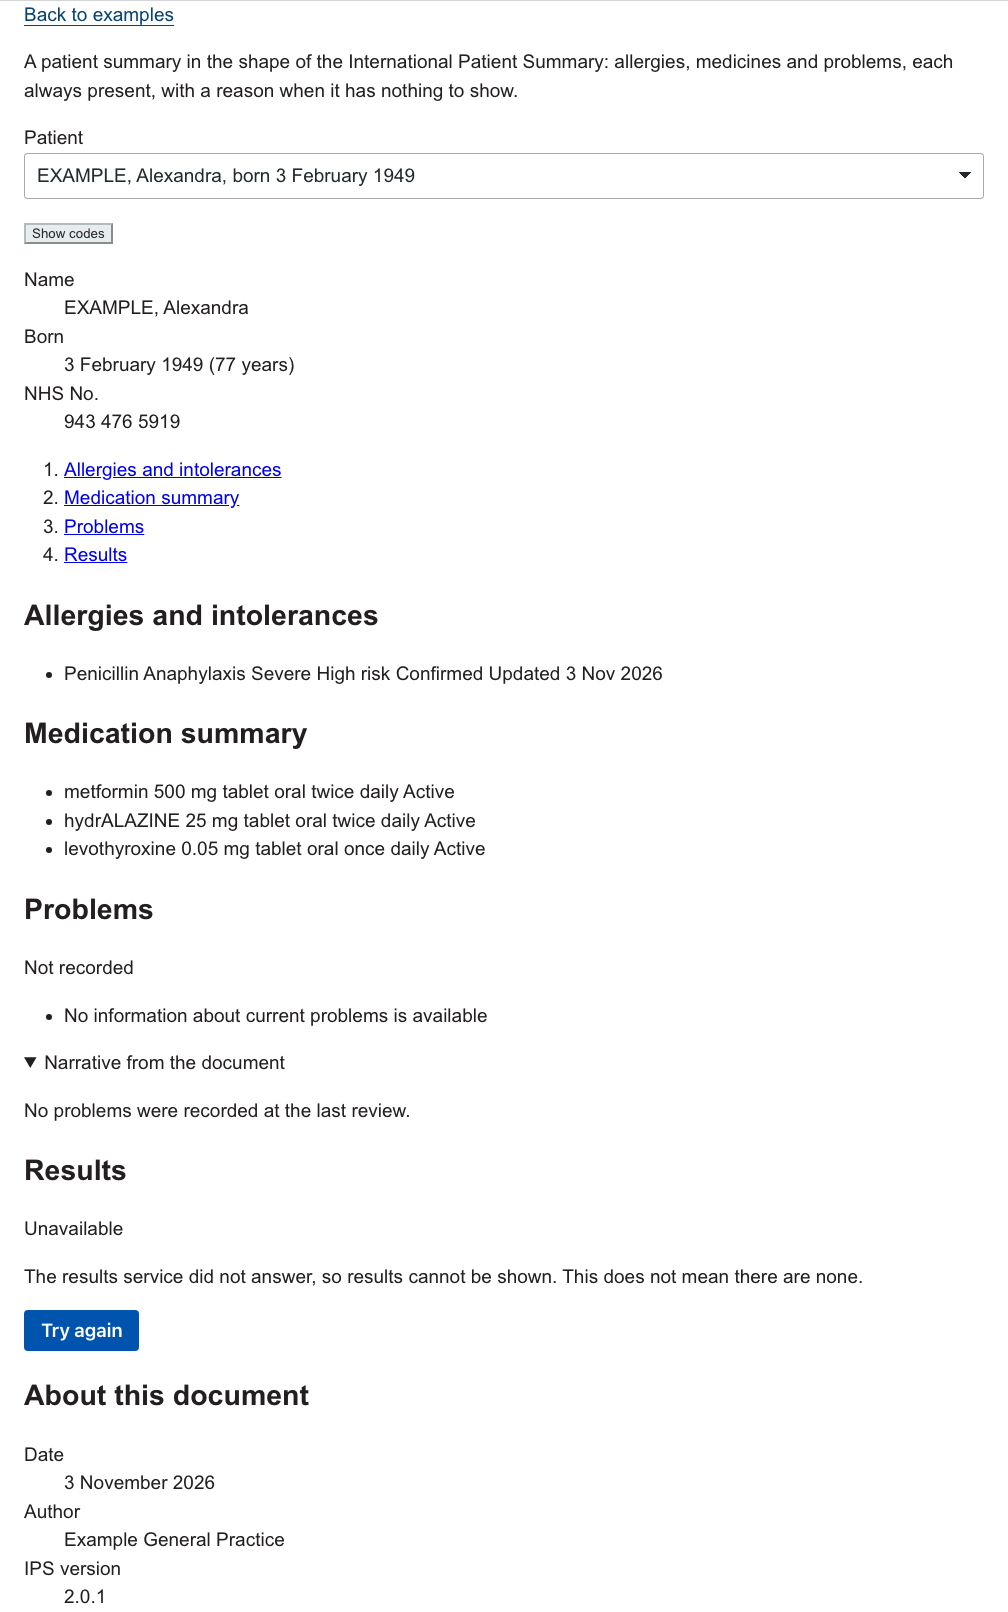 Back to examples
A patient summary in the shape of the International Patient Summary: allergies, medicines and problems, each
always present, with a reason when it has nothing to show.
Patient
EXAMPLE, Alexandra, born 3 February 1949
Show codes
Name
EXAMPLE, Alexandra
Born
3 February 1949 (77 years)
NHS No.
943 476 5919
1. Allergies and intolerances
2. Medication summary
3. Problems
4. Results
Allergies and intolerances
• Penicillin Anaphylaxis Severe High risk Confirmed Updated 3 Nov 2026
Medication summary
• metformin 500 mg tablet oral twice daily Active
• hydrALAZINE 25 mg tablet oral twice daily Active
• levothyroxine 0.05 mg tablet oral once daily Active
Problems
Not recorded
• No information about current problems is available
▼ Narrative from the document
No problems were recorded at the last review.
Results
Unavailable
The results service did not answer, so results cannot be shown. This does not mean there are none.
Try again
About this document
Date
3 November 2026
Author
Example General Practice
IPS version
2.0.1